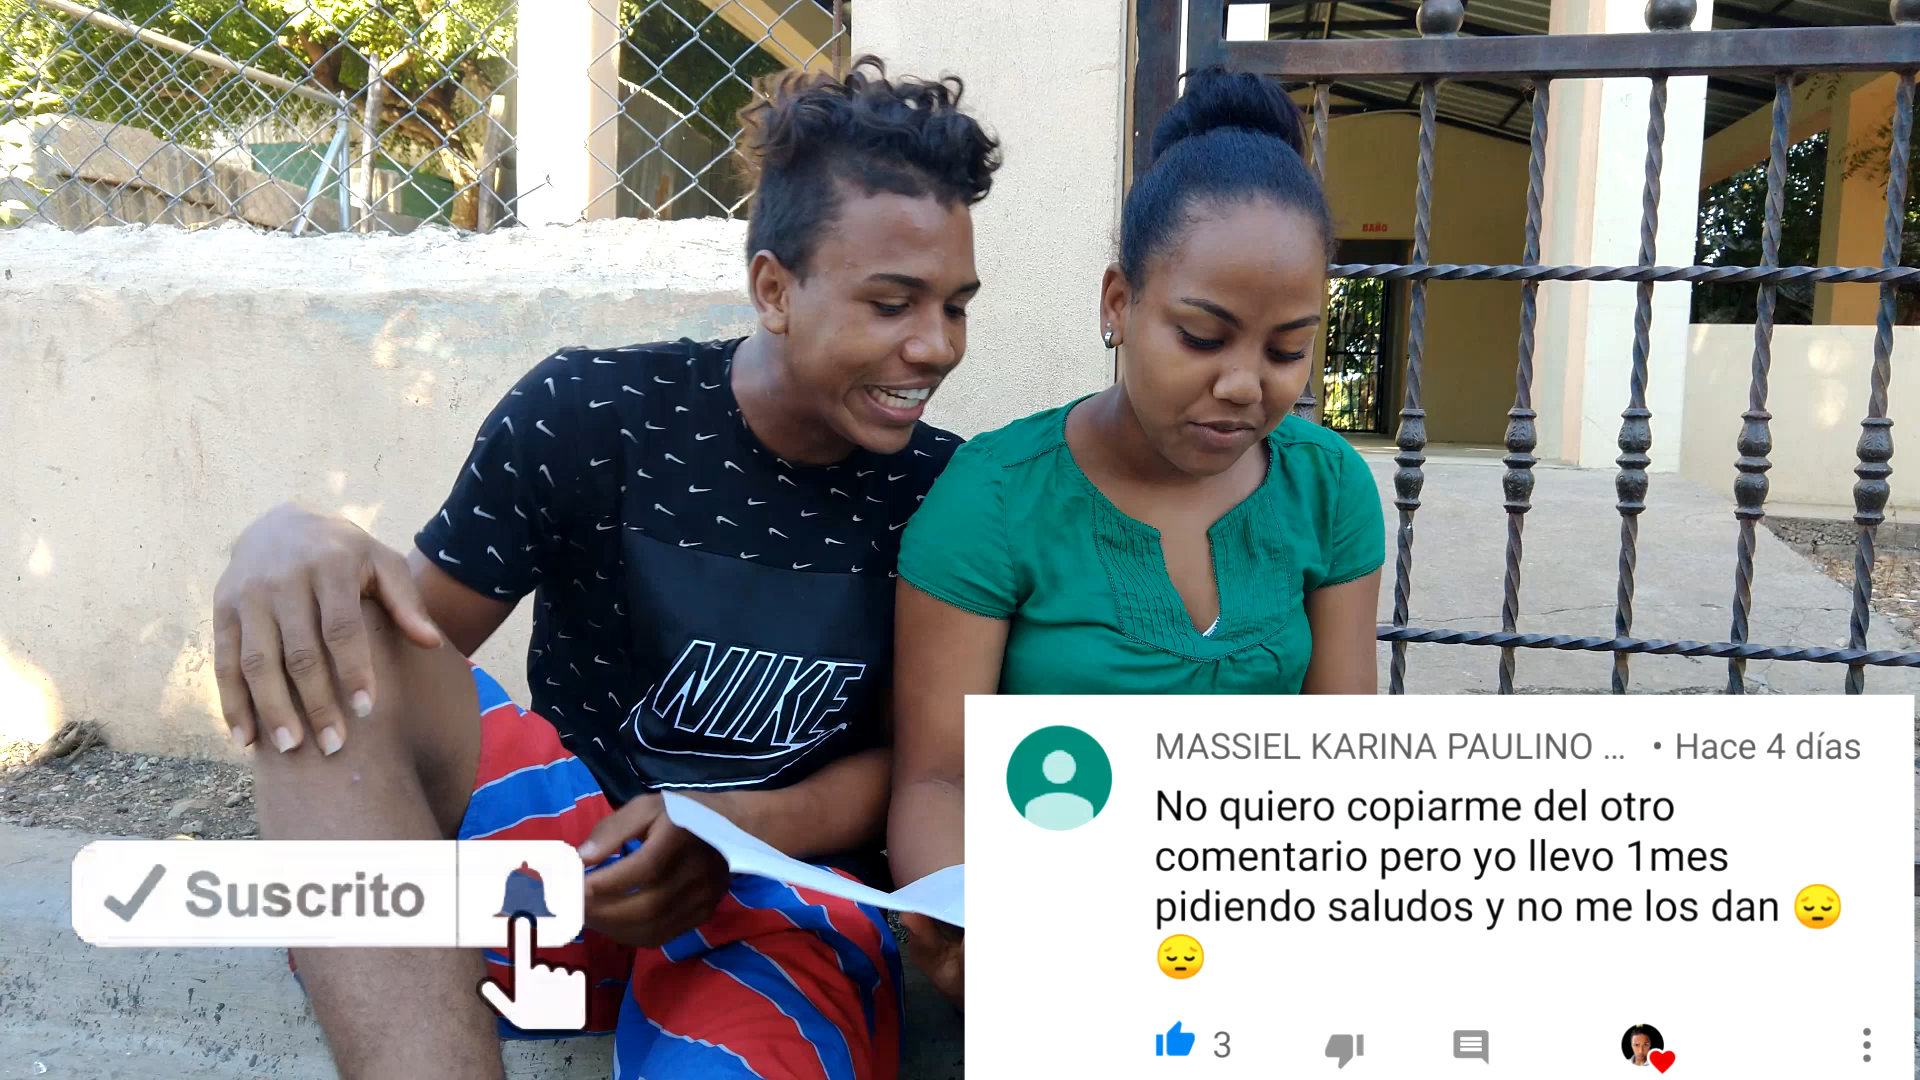 BAÑO
NIKE
MASSIEL KARINA PAULINO ... • Hace 4 días
No quiero copiarme del otro
comentario pero yo llevo 1mes
pidiendo saludos y no me los dan 😔
😔
3
Suscrito